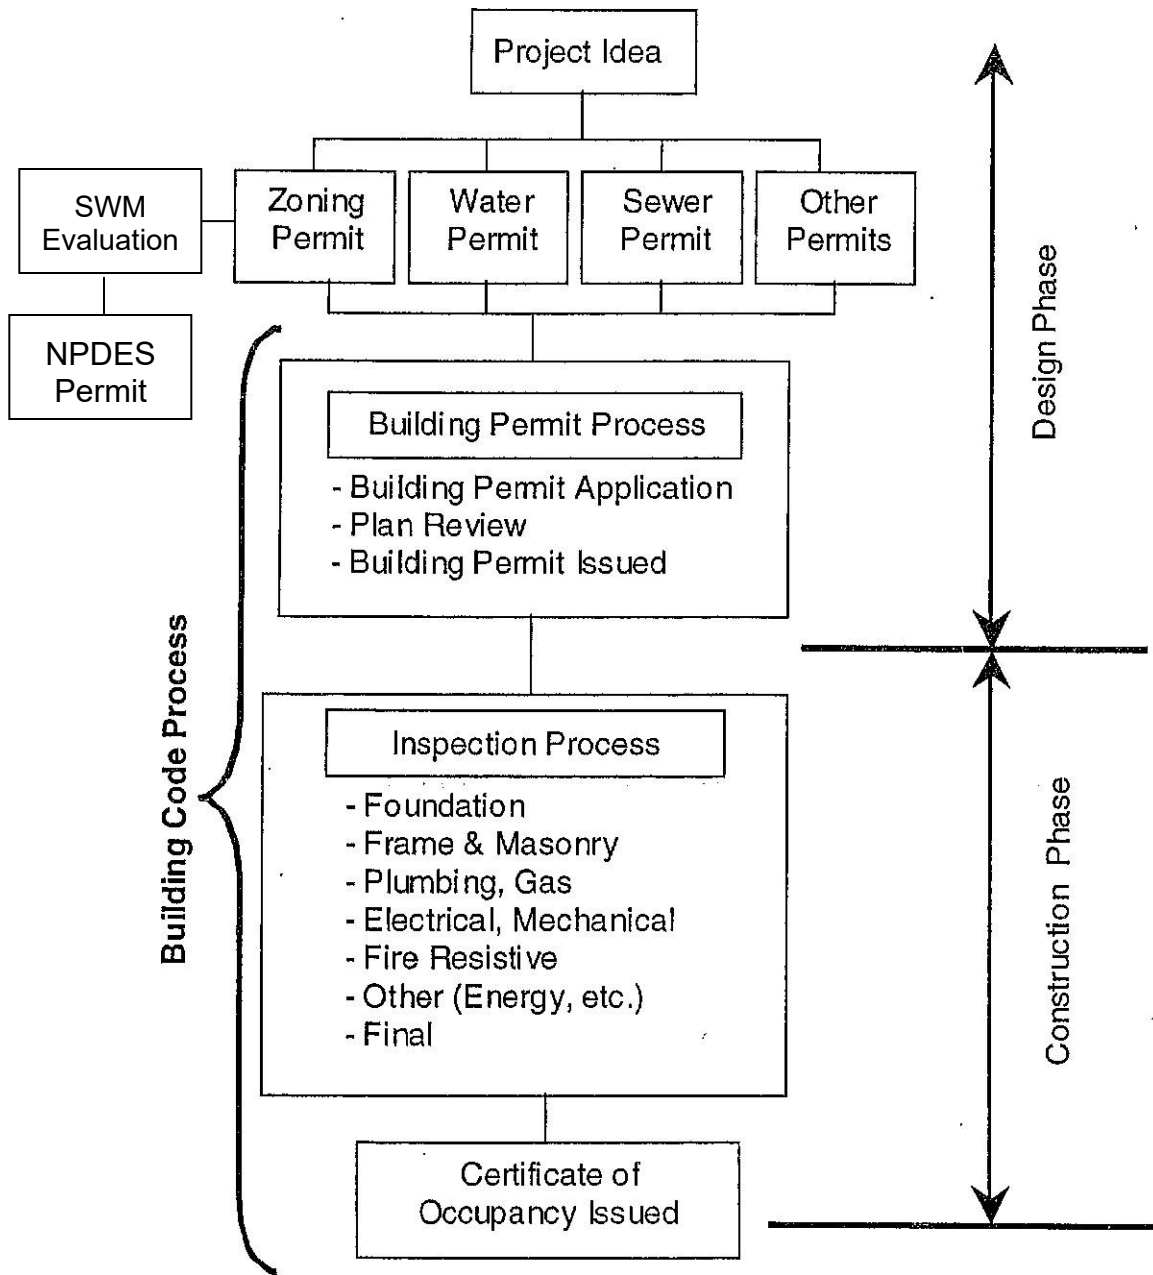 Project Idea
SWM
Evaluation
Zoning
Permit
Water
Permit
Sewer
Permit
Other
Permits
NPDES
Permit
Design Phase
Building Permit Process
- Building Permit Application
- Plan Review
- Building Permit Issued
Building Code Process
Inspection Process
- Foundation
- Frame & Masonry
- Plumbing, Gas
- Electrical, Mechanical
- Fire Resistive
- Other (Energy, etc.)
- Final
Construction Phase
Certificate of
Occupancy Issued